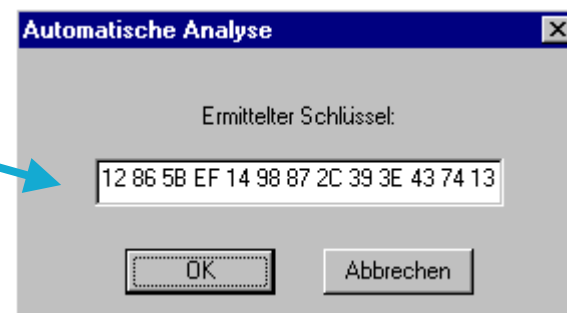 Automatische Analyse
Ermittelter Schlüssel:
12 86 5B EF 14 98 87 2C 39 3E 43 74 13
OK
Abbrechen